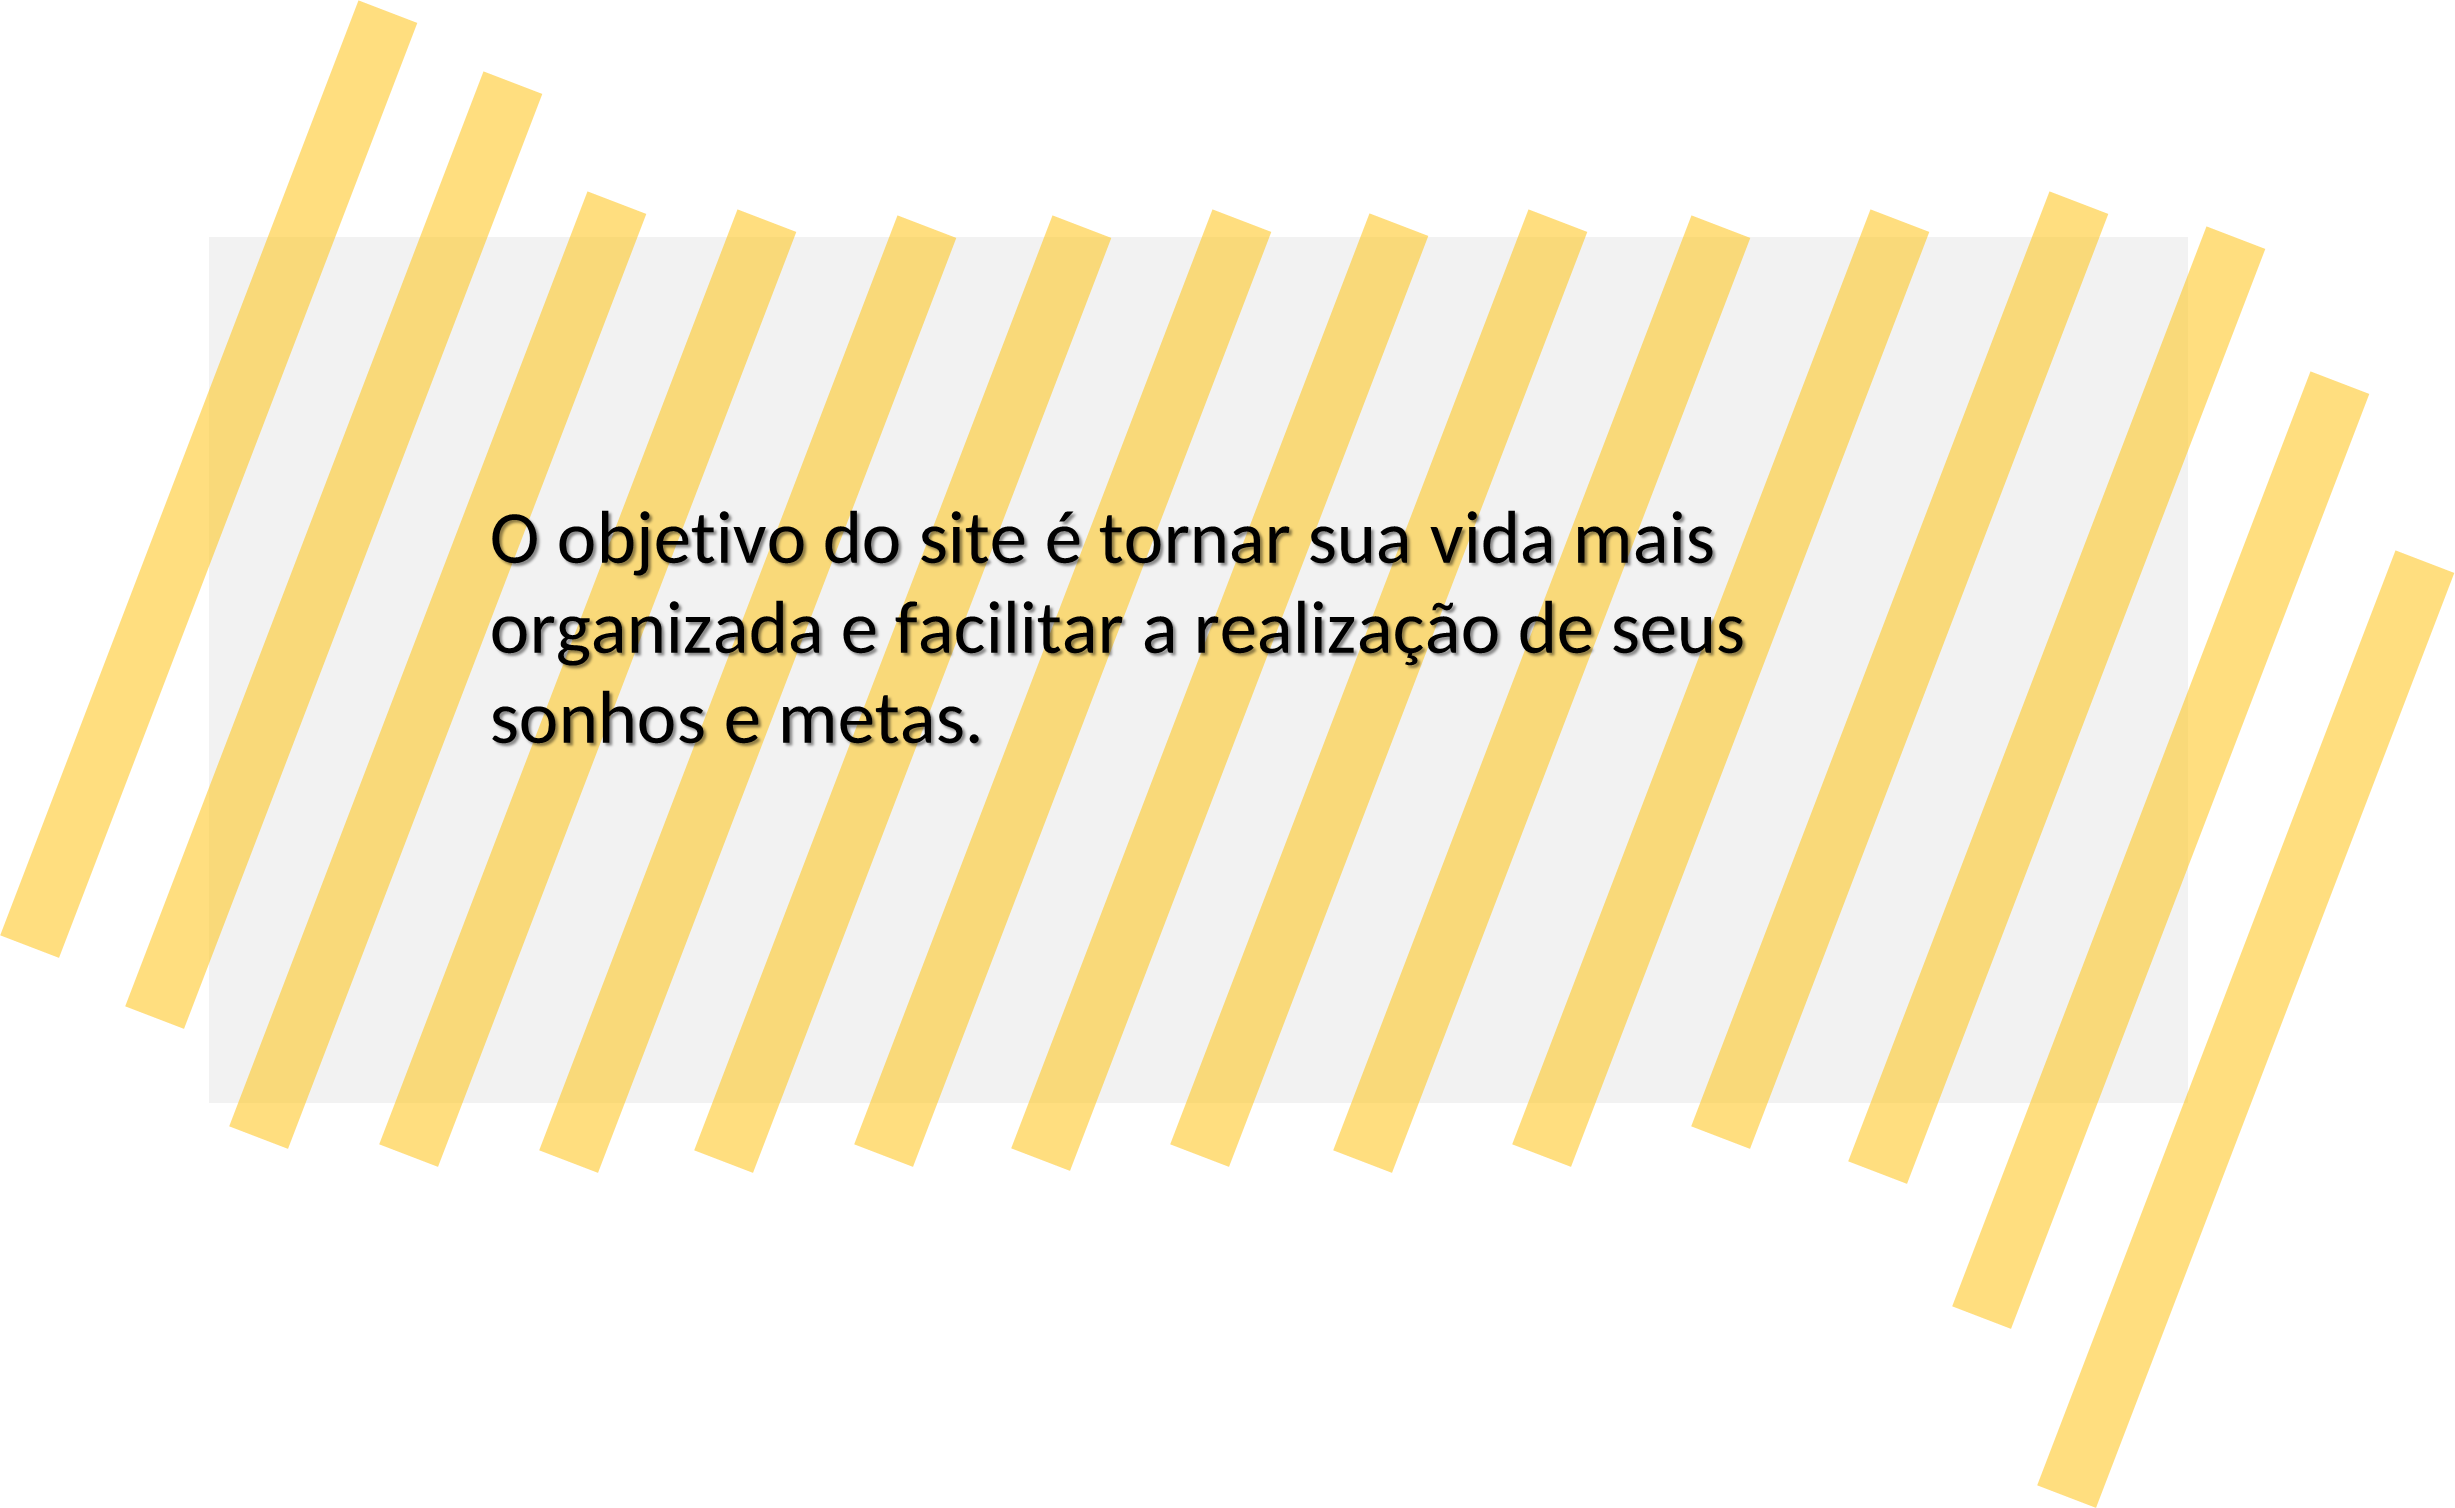 O objetivo do site é tornar sua vida mais
organizada e facilitar a realização de seus
sonhos e metas.